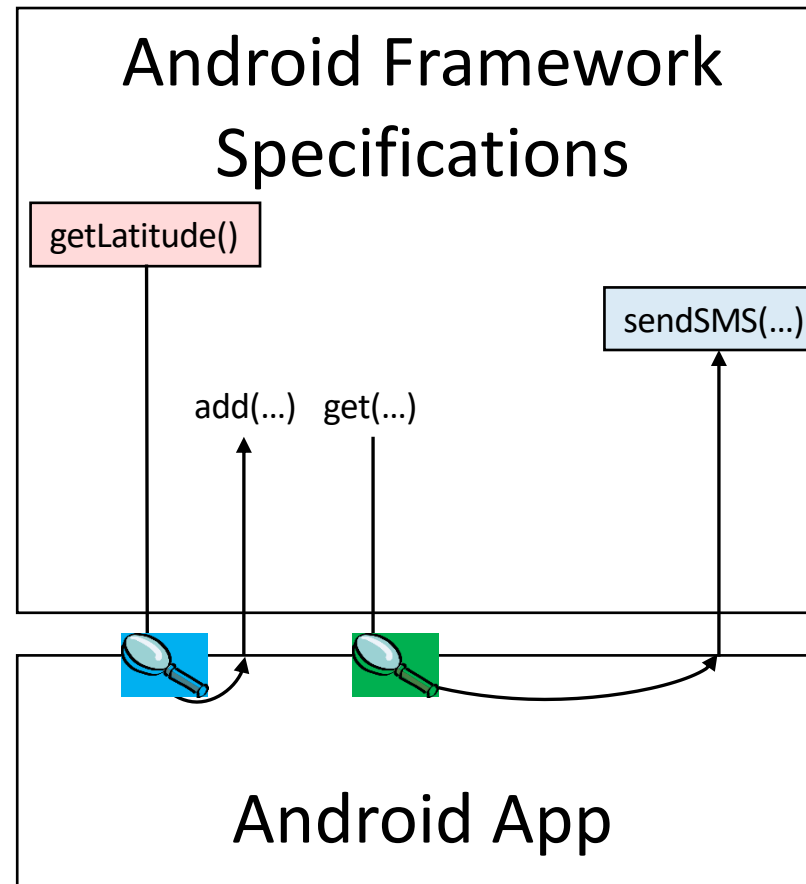 Android Framework
Specifications
getLatitude()
sendSMS(...)
add(...) get(...)
Android App